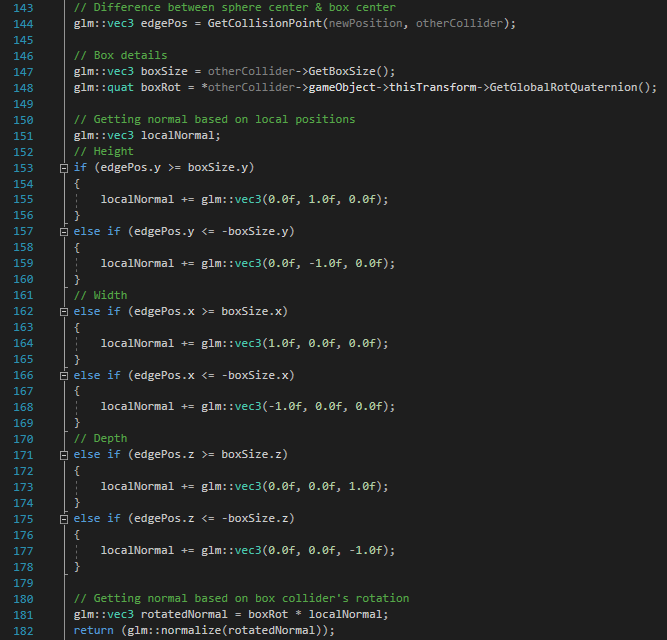 143 // Difference between sphere center & box center
144 glm::vec3 edgePos = GetCollisionPoint(newPosition, otherCollider);
145
146 // Box details
147 glm::vec3 boxSize = otherCollider->GetBoxSize();
148 glm::quat boxRot = *otherCollider->gameObject->thisTransform->GetGlobalRotQuaternion();
149
150 // Getting normal based on local positions
151 glm::vec3 localNormal;
152 // Height
153 if (edgePos.y >= boxSize.y)
154 {
155 localNormal += glm::vec3(0.0f, 1.0f, 0.0f);
156 }
157 else if (edgePos.y <= -boxSize.y)
158 {
159 localNormal += glm::vec3(0.0f, -1.0f, 0.0f);
160 }
161 // Width
162 else if (edgePos.x >= boxSize.x)
163 {
164 localNormal += glm::vec3(1.0f, 0.0f, 0.0f);
165 }
166 else if (edgePos.x <= -boxSize.x)
167 {
168 localNormal += glm::vec3(-1.0f, 0.0f, 0.0f);
169 }
170 // Depth
171 else if (edgePos.z >= boxSize.z)
172 {
173 localNormal += glm::vec3(0.0f, 0.0f, 1.0f);
174 }
175 else if (edgePos.z <= -boxSize.z)
176 {
177 localNormal += glm::vec3(0.0f, 0.0f, -1.0f);
178 }
179
180 // Getting normal based on box collider's rotation
181 glm::vec3 rotatedNormal = boxRot * localNormal;
182 return (glm::normalize(rotatedNormal));